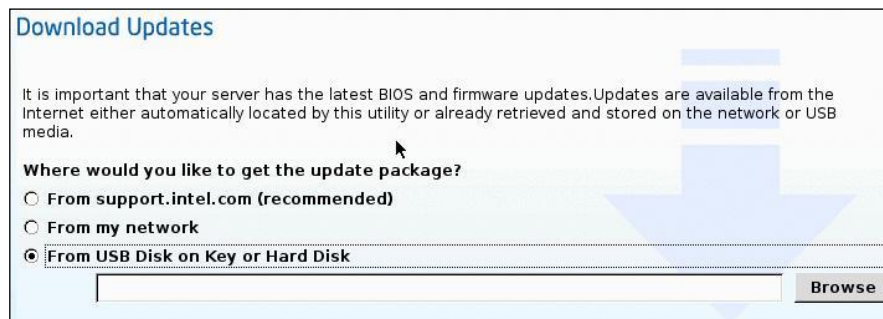 Download Updates
It is important that your server has the latest BIOS and firmware updates.Updates are available from the
Internet either automatically located by this utility or already retrieved and stored on the network or USB
media.
Where would you like to get the update package?
From support.intel.com (recommended)
From my network
From USB Disk on Key or Hard Disk
Browse